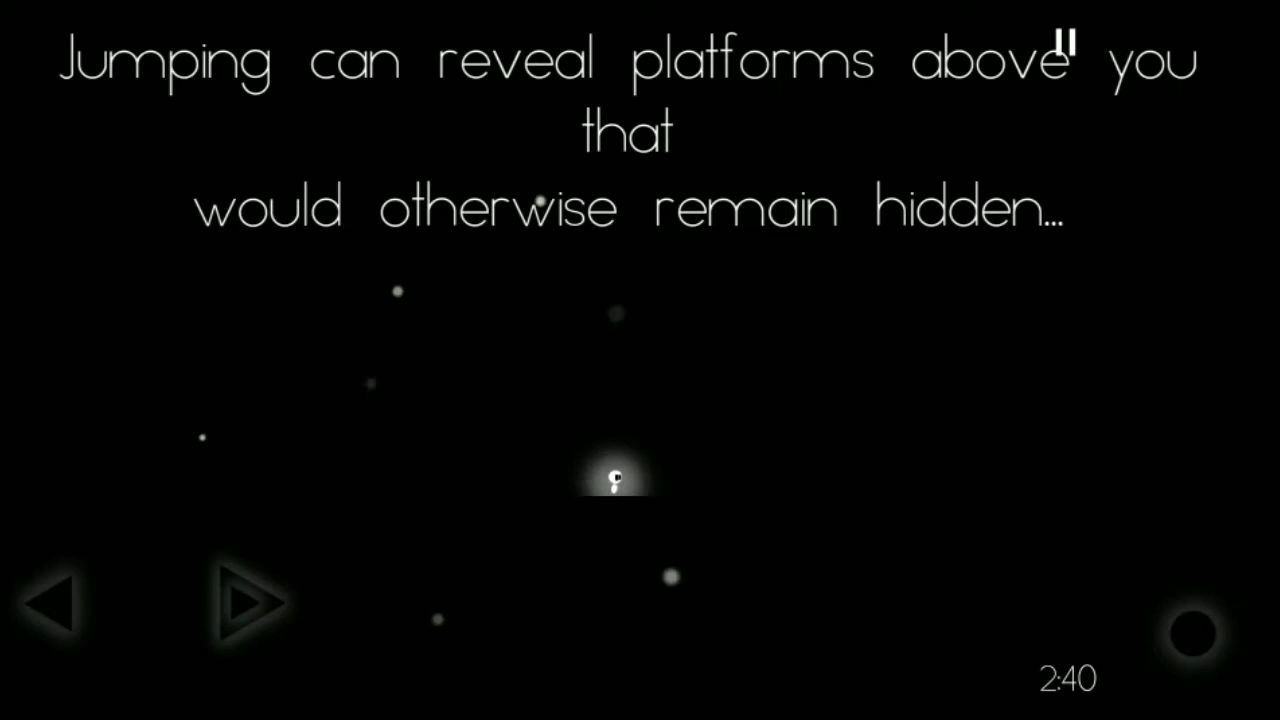 Jumping can reveal platforms above you
that
would otherwise remain hidden...
2:40